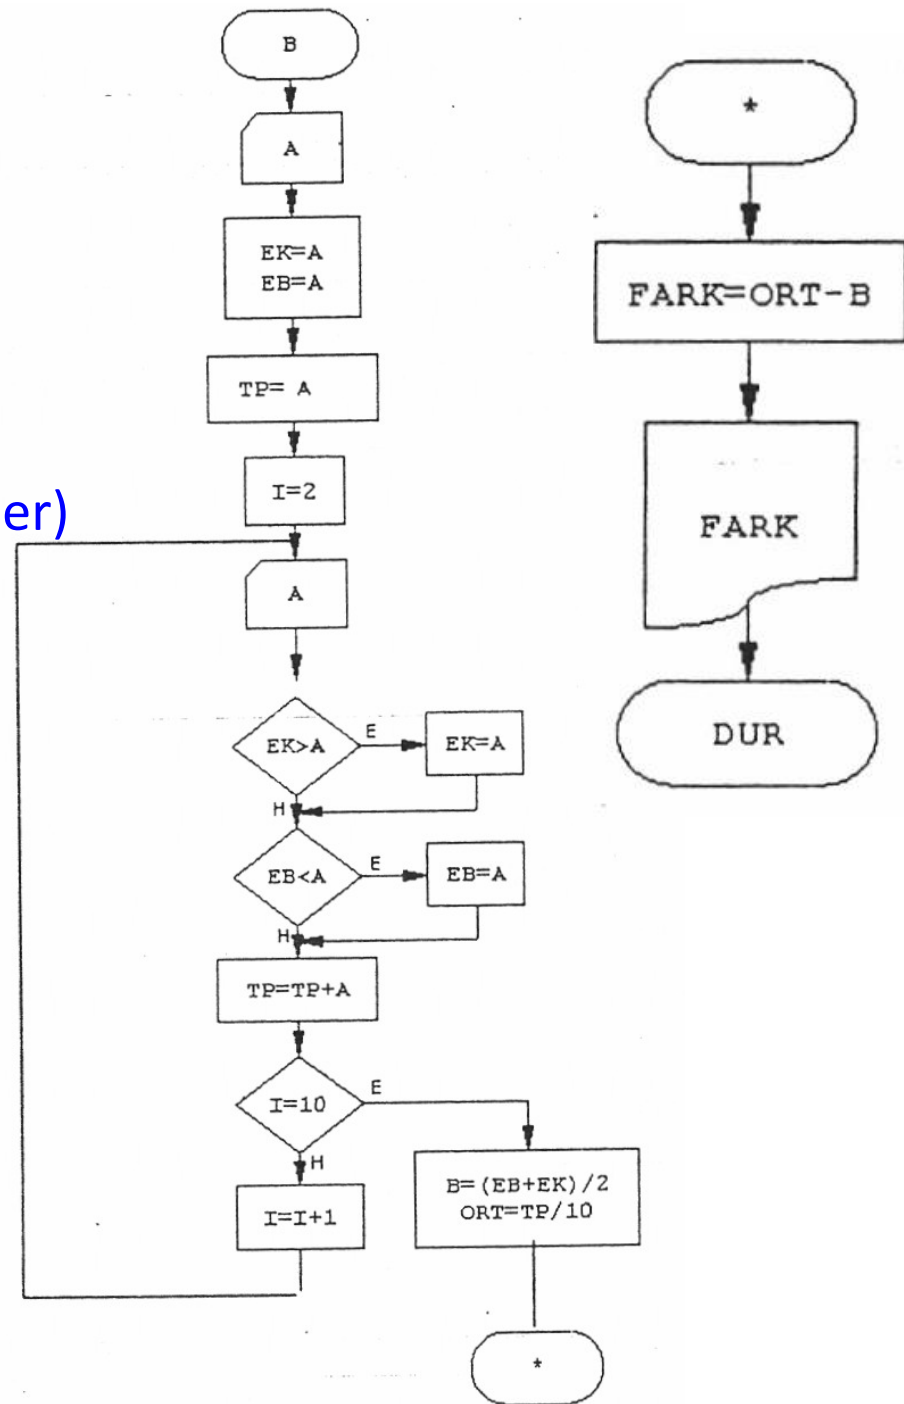 B
A
EK=A
EB=A
TP= A
I=2
er)
A
EK>A
E
EK=A
H
EB<A
E
EB=A
H
TP=TP+A
I=10
E
H
I=I+1
B=(EB+EK)/2
ORT=TP/10
*
*
FARK=ORT-B
FARK
DUR